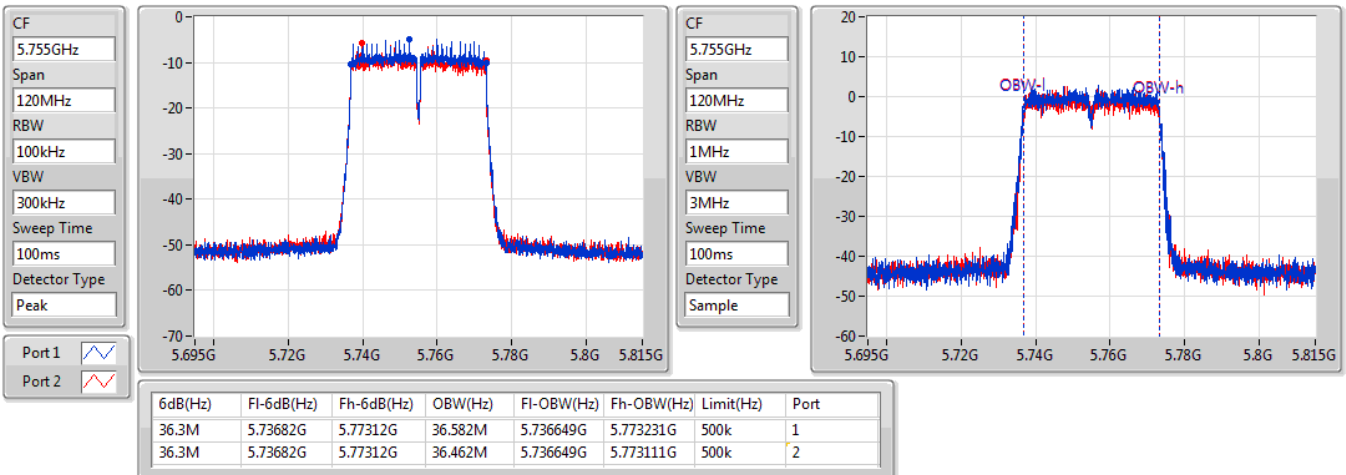 CF
5.755GHz
Span
120MHz
RBW
100kHz
VBW
300kHz
Sweep Time
100ms
Detector Type
Peak
Port 1
Port 2
0
-10
-20
-30
-40
-50
-60
-70
5.695G 5.72G 5.74G 5.76G 5.78G 5.8G 5.815G
CF
5.755GHz
Span
120MHz
RBW
1MHz
VBW
3MHz
Sweep Time
100ms
Detector Type
Sample
20
10
0
-10
-20
-30
-40
-50
-60
OBW-l OBW-h
5.695G 5.72G 5.74G 5.76G 5.78G 5.8G 5.815G
6dB(Hz) Fl-6dB(Hz) Fh-6dB(Hz) OBW(Hz) Fl-OBW(Hz) Fh-OBW(Hz) Limit(Hz) Port
36.3M 5.73682G 5.77312G 36.582M 5.736649G 5.773231G 500k 1
36.3M 5.73682G 5.77312G 36.462M 5.736649G 5.773111G 500k 2